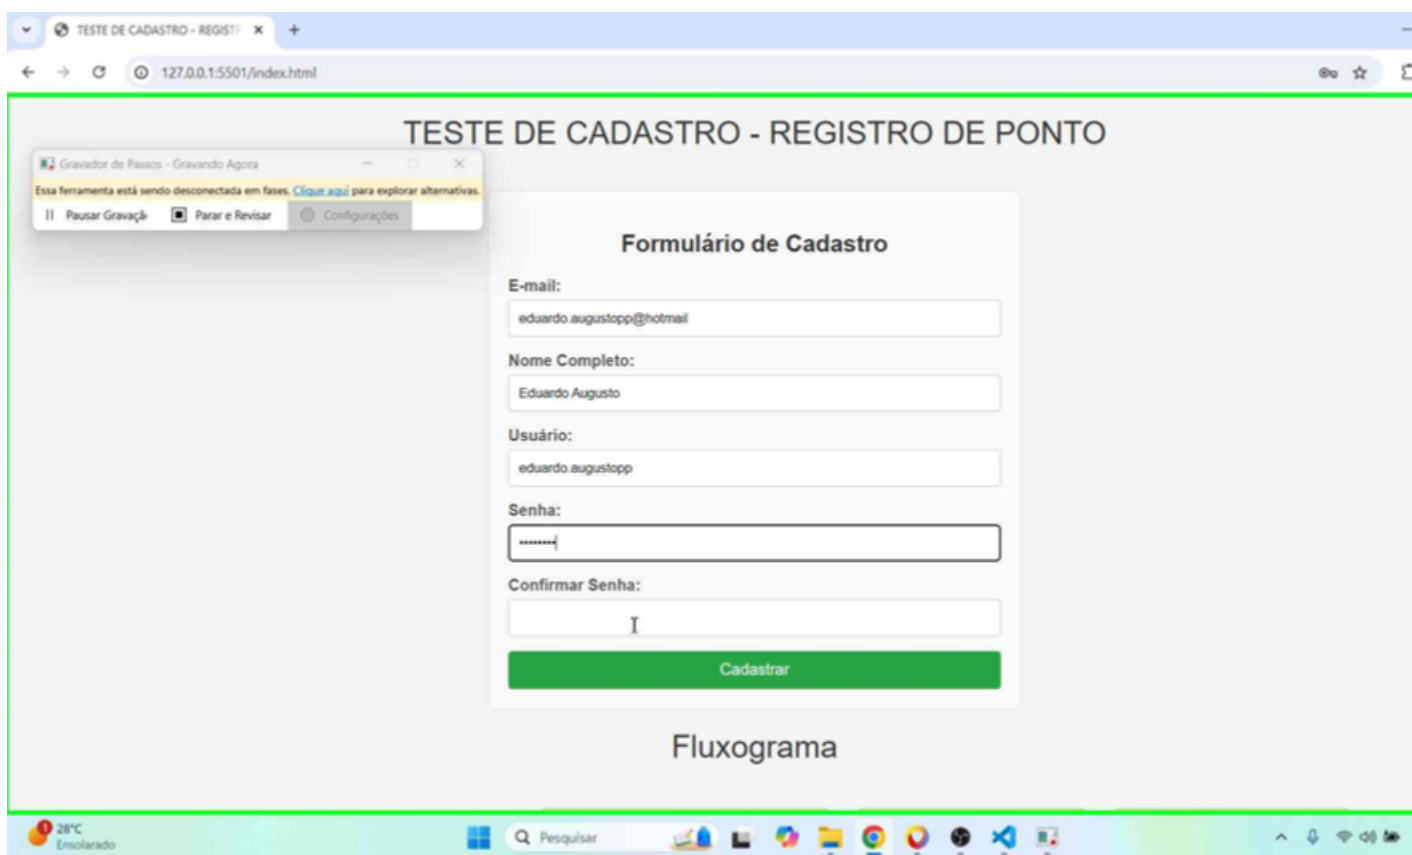 TESTE DE CADASTRO - REGISTR
127.0.0.1:5501/index.html
TESTE DE CADASTRO - REGISTRO DE PONTO
Gravador de Passos - Gravando Agora
Essa ferramenta está sendo desconectada em fases. Clique aqui para explorar alternativas.
Pausar Gravaçã
Parar e Revisar
Configurações
Formulário de Cadastro
E-mail:
eduardo.augustopp@hotmail
Nome Completo:
Eduardo Augusto
Usuário:
eduardo.augustopp
Senha:
••••••••
Confirmar Senha:
Cadastrar
Fluxograma
1
28°C
Ensolarado
Pesquisar